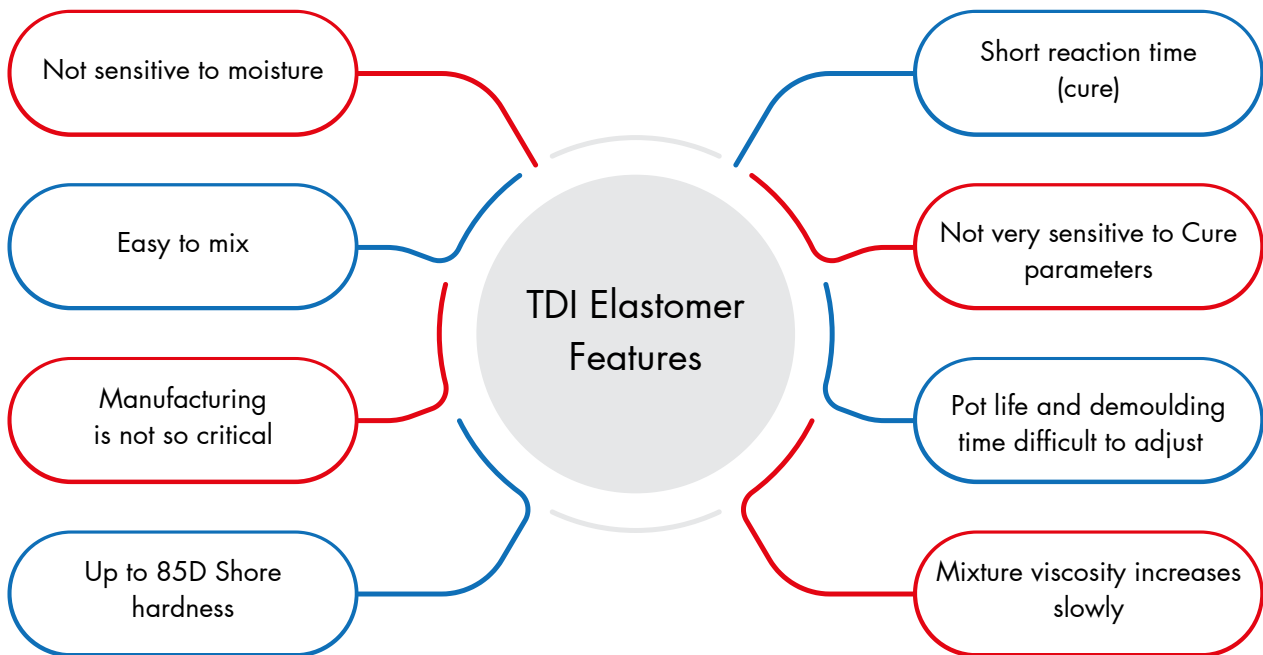 Not sensitive to moisture
Easy to mix
Manufacturing
is not so critical
Up to 85D Shore
hardness
TDI Elastomer
Features
Short reaction time
(cure)
Not very sensitive to Cure
parameters
Pot life and demoulding
time difficult to adjust
Mixture viscosity increases
slowly